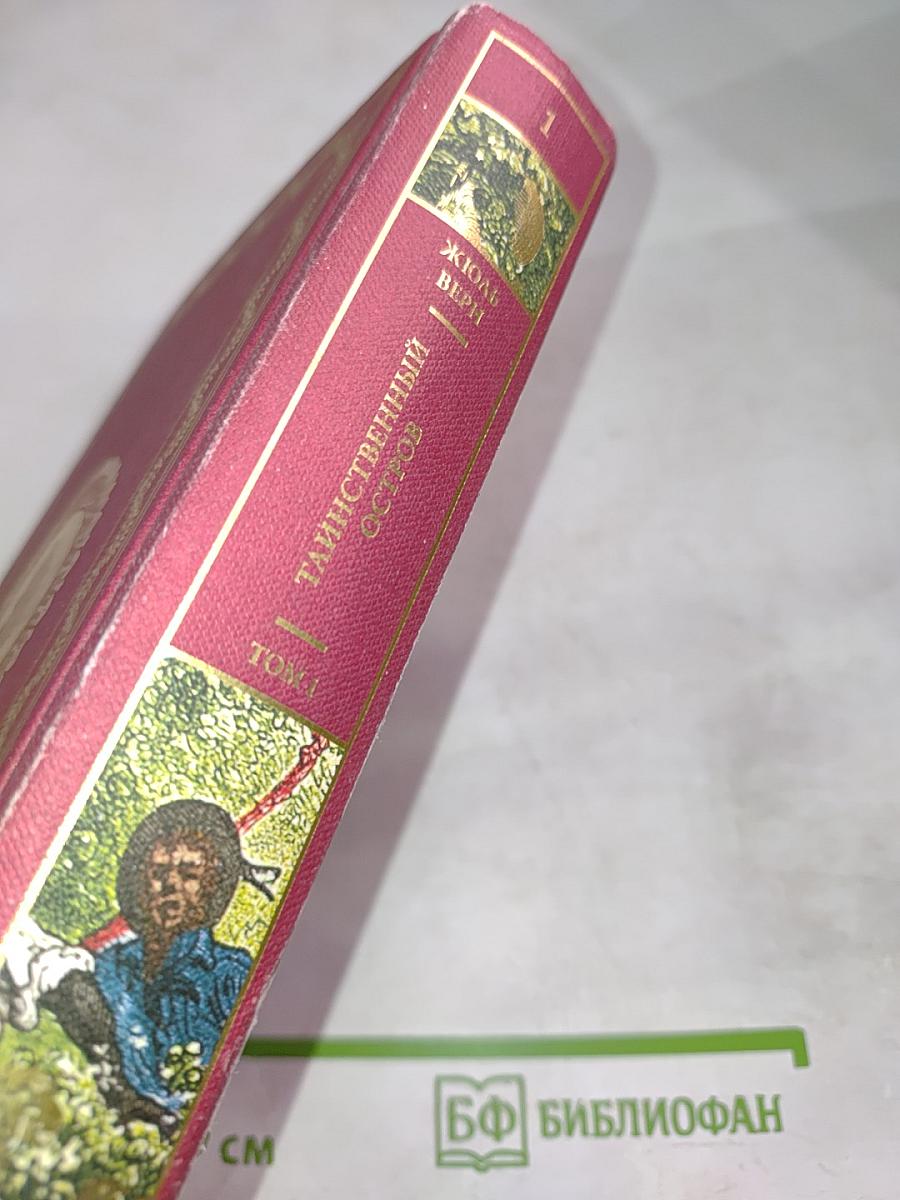 1
ЖЮЛЬ
ВЕРН
ТАИНСТВЕННЫЙ
ОСТРОВ
ТОМ 1
СМ
БФ БИБЛИОФАН